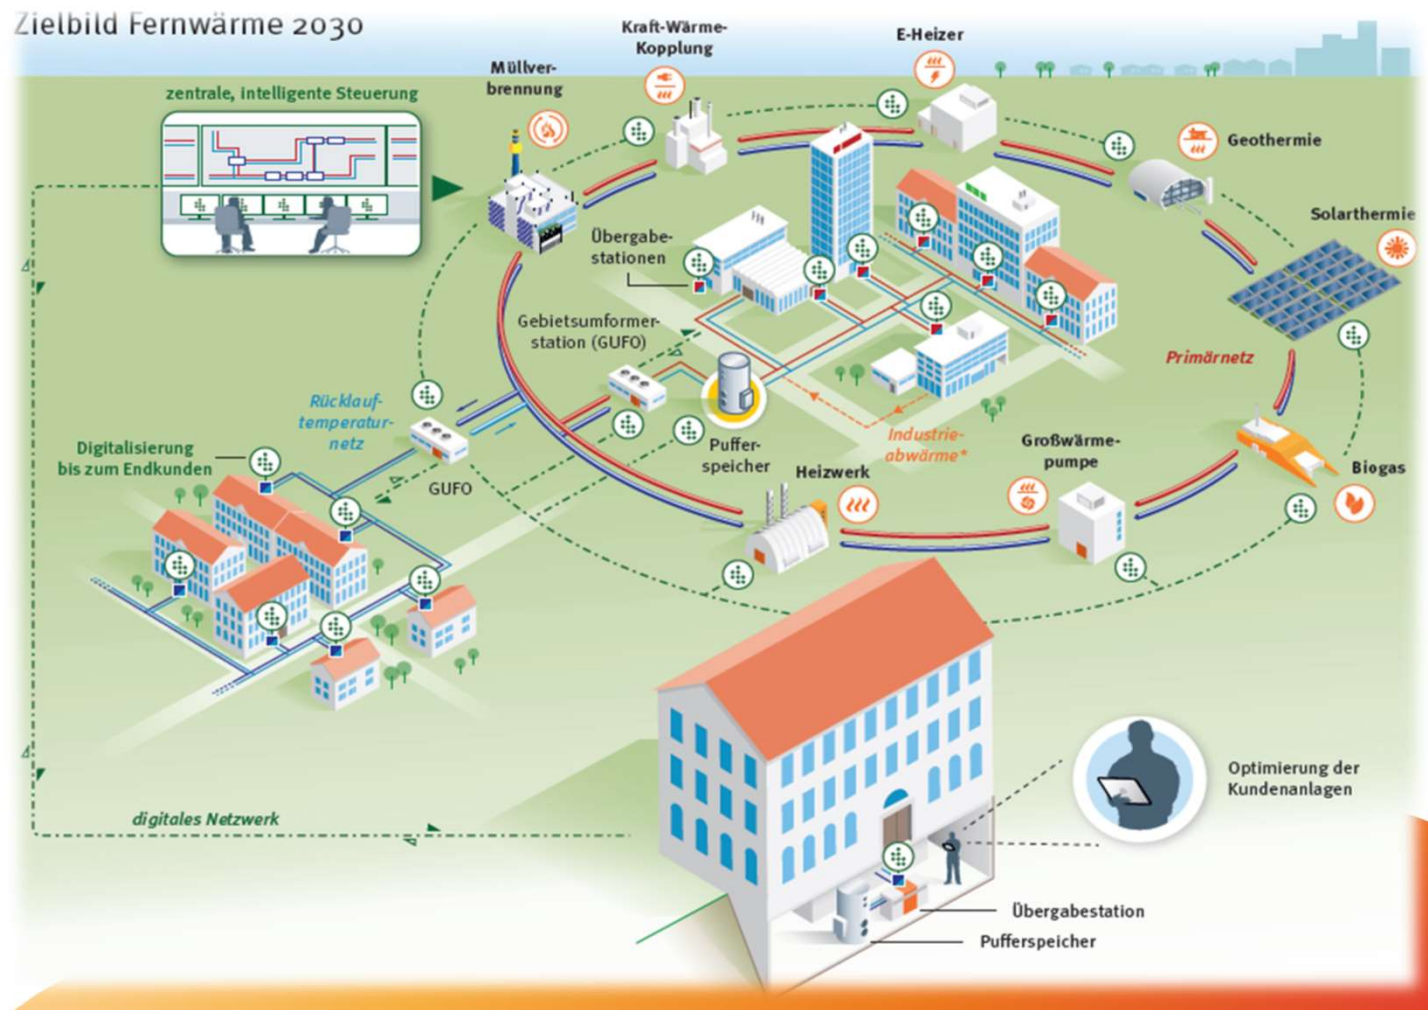 Zielbild Fernwärme 2030
Kraft-Wärme-
Kopplung
E-Heizer
Müllver-
brennung
zentrale, intelligente Steuerung
Geothermie
Solarthermie
Übergabe-
stationen
Gebietsumformer-
station (GUFO)
Primärnetz
Rücklauf-
temperatur-
netz
Digitalisierung
bis zum Endkunden
GUFO
Puffer-
speicher
Industrie-
abwärme*
Großwärme-
pumpe
Heizwerk
Biogas
Optimierung der
Kundenanlagen
digitales Netzwerk
Übergabestation
Pufferspeicher